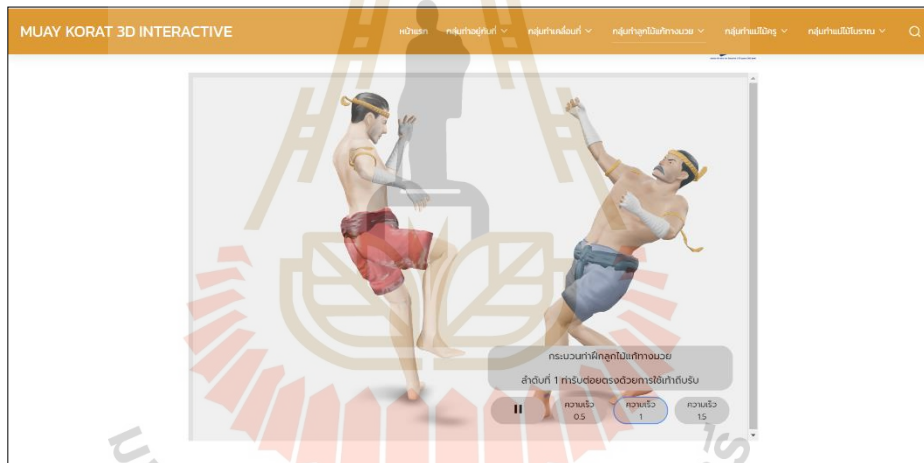 MUAY KORAT 3D INTERACTIVE
หน้าแรก กลุ่มท่าอยู่กับที่ กลุ่มท่าเคลื่อนที่ กลุ่มท่าลูกไม้แก้ทางมวย กลุ่มท่าแม่ไม้ครู กลุ่มท่าแม่ไม้โบราณ
กระบวนท่าฝึกลูกไม้แก้ทางมวย
ลำดับที่ 1 ท่ารับต่อยตรงด้วยการใช้เท้าถีบรับ
ความเร็ว 0.5
ความเร็ว 1
ความเร็ว 1.5